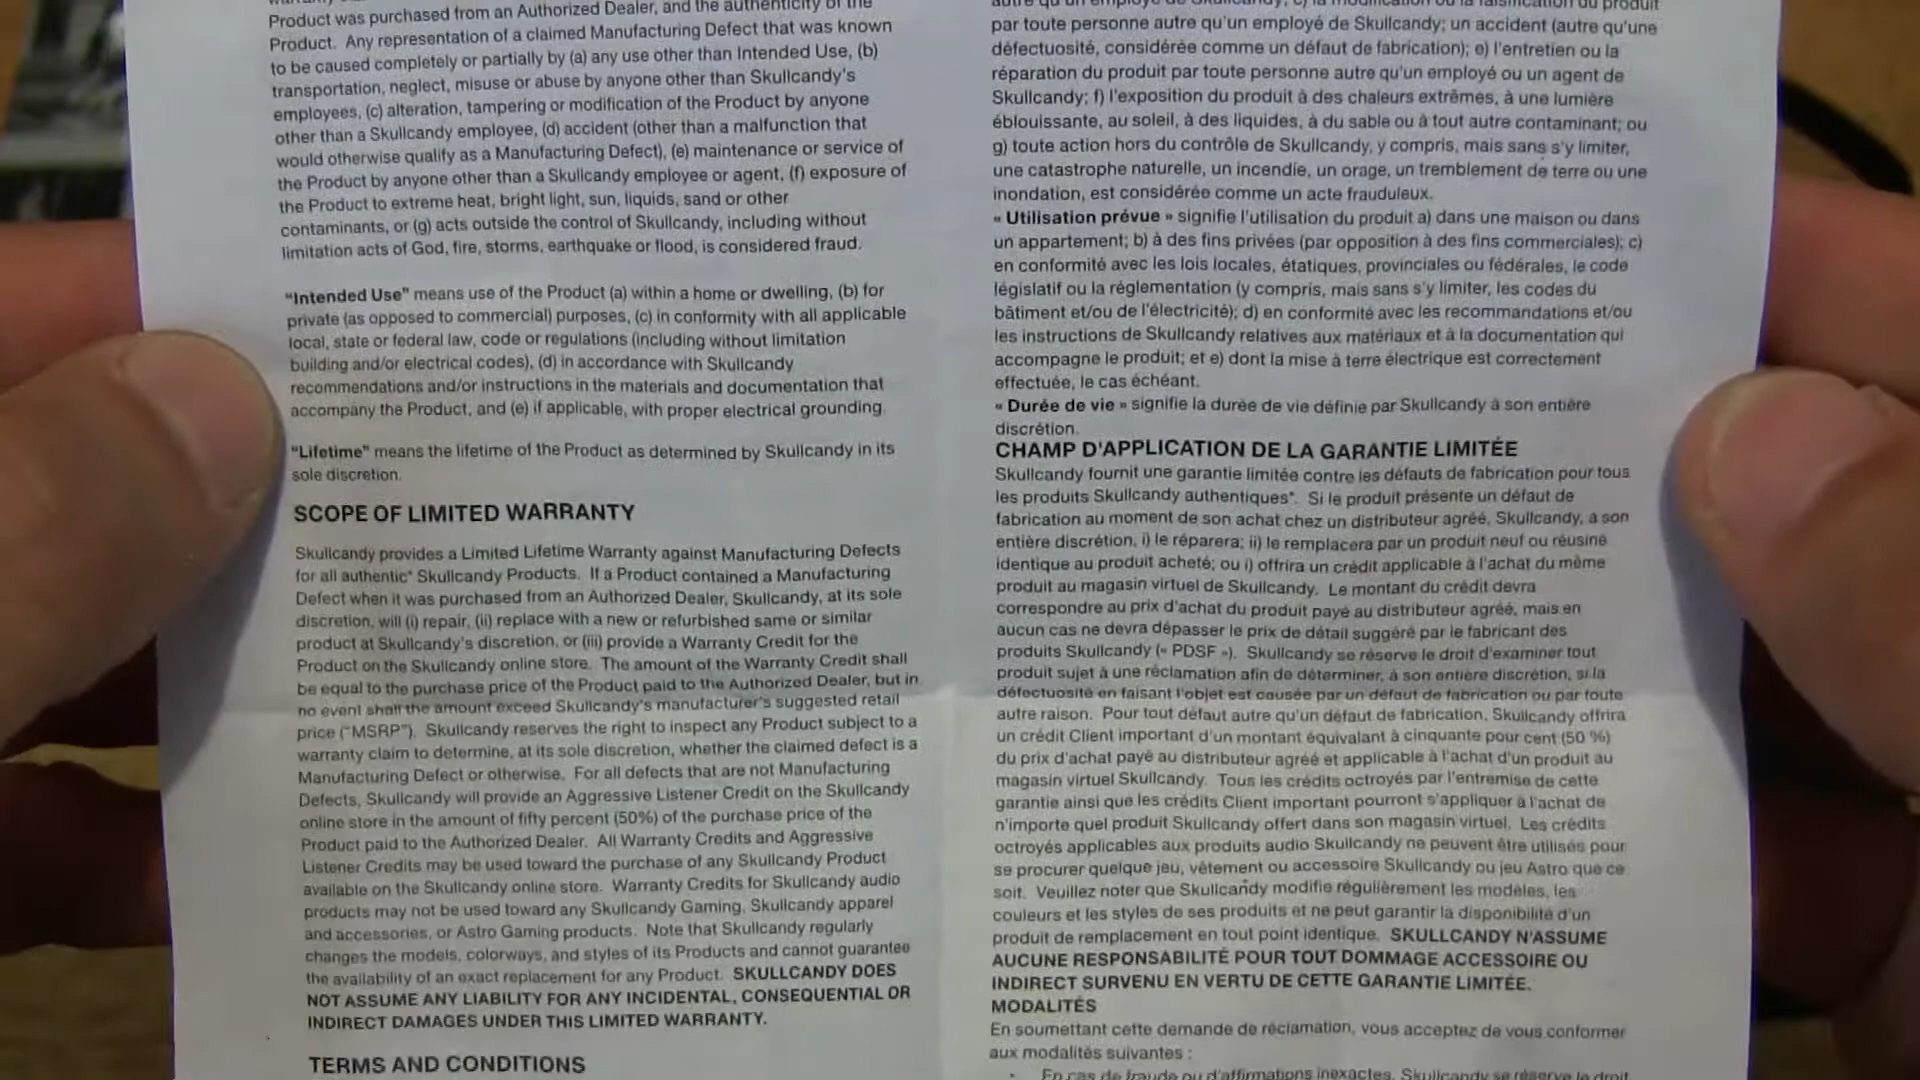 Product was purchased from an Authorized Dealer, and the authenticity of the
Product. Any representation of a claimed Manufacturing Defect that was known
to be caused completely or partially by (a) any use other than Intended Use, (b)
transportation, neglect, misuse or abuse by anyone other than Skullcandy's
employees, (c) alteration, tampering or modification of the Product by anyone
other than a Skullcandy employee, (d) accident (other than a malfunction that
would otherwise qualify as a Manufacturing Defect), (e) maintenance or service of
the Product by anyone other than a Skullcandy employee or agent, (f) exposure of
the Product to extreme heat, bright light, sun, liquids, sand or other
contaminants, or (g) acts outside the control of Skullcandy, including without
limitation acts of God, fire, storms, earthquake or flood, is considered fraud.
"Intended Use" means use of the Product (a) within a home or dwelling, (b) for
private (as opposed to commercial) purposes, (c) in conformity with all applicable
local, state or federal law, code or regulations (including without limitation
building and/or electrical codes), (d) in accordance with Skullcandy
recommendations and/or instructions in the materials and documentation that
accompany the Product, and (e) if applicable, with proper electrical grounding
"Lifetime" means the lifetime of the Product as determined by Skullcandy in its
sole discretion.
SCOPE OF LIMITED WARRANTY
Skullcandy provides a Limited Lifetime Warranty against Manufacturing Defects
for all authentic* Skullcandy Products. If a Product contained a Manufacturing
Defect when it was purchased from an Authorized Dealer, Skullcandy, at its sole
discretion, will (i) repair, (ii) replace with a new or refurbished same or similar
product at Skullcandy's discretion, or (iii) provide a Warranty Credit for the
Product on the Skullcandy online store. The amount of the Warranty Credit shall
be equal to the purchase price of the Product paid to the Authorized Dealer, but in
no event shall the amount exceed Skullcandy's manufacturer's suggested retail
price ("MSRP"). Skullcandy reserves the right to inspect any Product subject to a
warranty claim to determine, at its sole discretion, whether the claimed defect is a
Manufacturing Defect or otherwise. For all defects that are not Manufacturing
Defects, Skullcandy will provide an Aggressive Listener Credit on the Skullcandy
online store in the amount of fifty percent (50%) of the purchase price of the
Product paid to the Authorized Dealer. All Warranty Credits and Aggressive
Listener Credits may be used toward the purchase of any Skullcandy Product
available on the Skullcandy online store. Warranty Credits for Skullcandy audio
products may not be used toward any Skullcandy Gaming, Skullcandy apparel
and accessories, or Astro Gaming products. Note that Skullcandy regularly
changes the models, colorways, and styles of its Products and cannot guarantee
the availability of an exact replacement for any Product. SKULLCANDY DOES
NOT ASSUME ANY LIABILITY FOR ANY INCIDENTAL, CONSEQUENTIAL OR
INDIRECT DAMAGES UNDER THIS LIMITED WARRANTY.
TERMS AND CONDITIONS
par toute personne autre qu'un employé de Skullcandy; un accident (autre qu'une
défectuosité, considérée comme un défaut de fabrication); e) l'entretien ou la
réparation du produit par toute personne autre qu'un employé ou un agent de
Skullcandy; f) l'exposition du produit à des chaleurs extrêmes, à une lumière
éblouissante, au soleil, à des liquides, à du sable ou à tout autre contaminant; ou
g) toute action hors du contrôle de Skullcandy, y compris, mais sans s'y limiter,
une catastrophe naturelle, un incendie, un orage, un tremblement de terre ou une
inondation, est considérée comme un acte frauduleux.
« Utilisation prévue » signifie l'utilisation du produit a) dans une maison ou dans
un appartement; b) à des fins privées (par opposition à des fins commerciales); c)
en conformité avec les lois locales, étatiques, provinciales ou fédérales, le code
législatif ou la réglementation (y compris, mais sans s'y limiter, les codes du
bâtiment et/ou de l'électricité); d) en conformité avec les recommandations et/ou
les instructions de Skullcandy relatives aux matériaux et à la documentation qui
accompagne le produit; et e) dont la mise à terre électrique est correctement
effectuée, le cas échéant.
« Durée de vie » signifie la durée de vie définie par Skullcandy à son entière
discrétion.
CHAMP D'APPLICATION DE LA GARANTIE LIMITÉE
Skullcandy fournit une garantie limitée contre les défauts de fabrication pour tous
les produits Skullcandy authentiques*. Si le produit présente un défaut de
fabrication au moment de son achat chez un distributeur agréé, Skullcandy, à son
entière discrétion, i) le réparera; ii) le remplacera par un produit neuf ou réusiné
identique au produit acheté; ou i) offrira un crédit applicable à l'achat du même
produit au magasin virtuel de Skullcandy. Le montant du crédit devra
correspondre au prix d'achat du produit payé au distributeur agréé, mais en
aucun cas ne devra dépasser le prix de détail suggéré par le fabricant des
produits Skullcandy (« PDSF »). Skullcandy se réserve le droit d'examiner tout
produit sujet à une réclamation afin de déterminer, à son entière discrétion, si la
défectuosité en faisant l'objet est causée par un défaut de fabrication ou par toute
autre raison. Pour tout défaut autre qu'un défaut de fabrication, Skullcandy offrira
un crédit Client important d'un montant équivalant à cinquante pour cent (50 %)
du prix d'achat payé au distributeur agréé et applicable à l'achat d'un produit au
magasin virtuel Skullcandy. Tous les crédits octroyés par l'entremise de cette
garantie ainsi que les crédits Client important pourront s'appliquer à l'achat de
n'importe quel produit Skullcandy offert dans son magasin virtuel. Les crédits
octroyés applicables aux produits audio Skullcandy ne peuvent être utilisés pour
se procurer quelque jeu, vêtement ou accessoire Skullcandy ou jeu Astro que ce
soit. Veuillez noter que Skullcandy modifie régulièrement les modèles, les
couleurs et les styles de ses produits et ne peut garantir la disponibilité d'un
produit de remplacement en tout point identique. SKULLCANDY N'ASSUME
AUCUNE RESPONSABILITÉ POUR TOUT DOMMAGE ACCESSOIRE OU
INDIRECT SURVENU EN VERTU DE CETTE GARANTIE LIMITÉE.
MODALITÉS
En soumettant cette demande de réclamation, vous acceptez de vous conformer
aux modalités suivantes :
• En cas de fraude ou d'affirmations inexactes, Skullcandy se réserve le droit